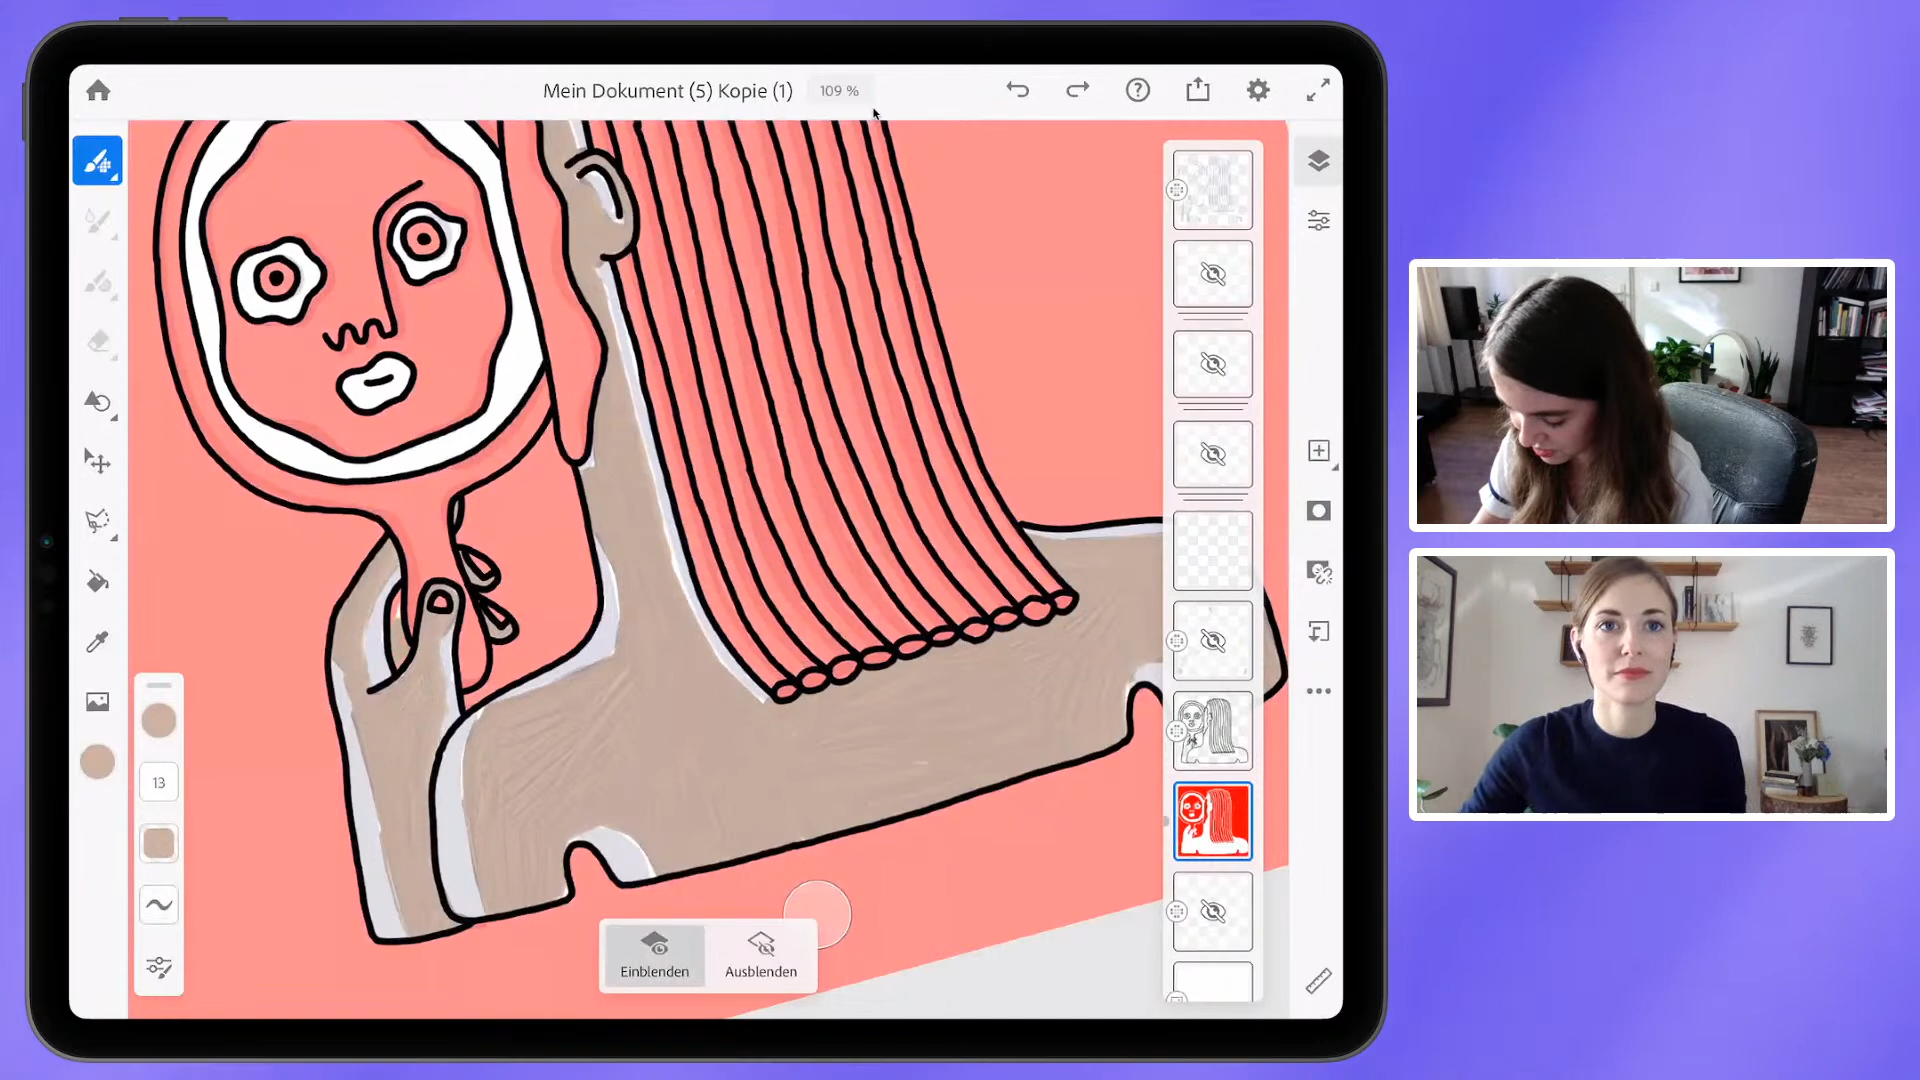 Mein Dokument (5) Kopie (1) 109 %
13
Einblenden Ausblenden